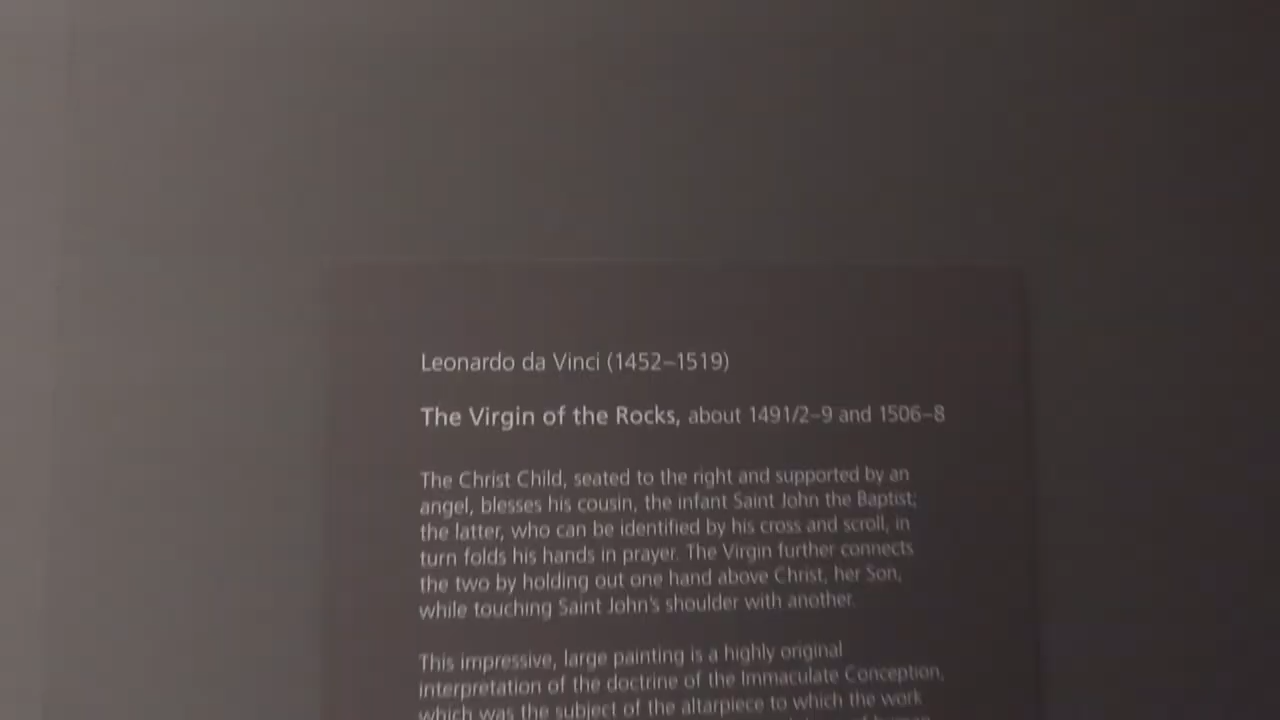 Leonardo da Vinci (1452–1519)
The Virgin of the Rocks, about 1491/2–9 and 1506–8
The Christ Child, seated to the right and supported by an
angel, blesses his cousin, the infant Saint John the Baptist;
the latter, who can be identified by his cross and scroll, in
turn folds his hands in prayer. The Virgin further connects
the two by holding out one hand above Christ, her Son,
while touching Saint John's shoulder with another.
This impressive, large painting is a highly original
interpretation of the doctrine of the Immaculate Conception,
which was the subject of the altarpiece to which the work